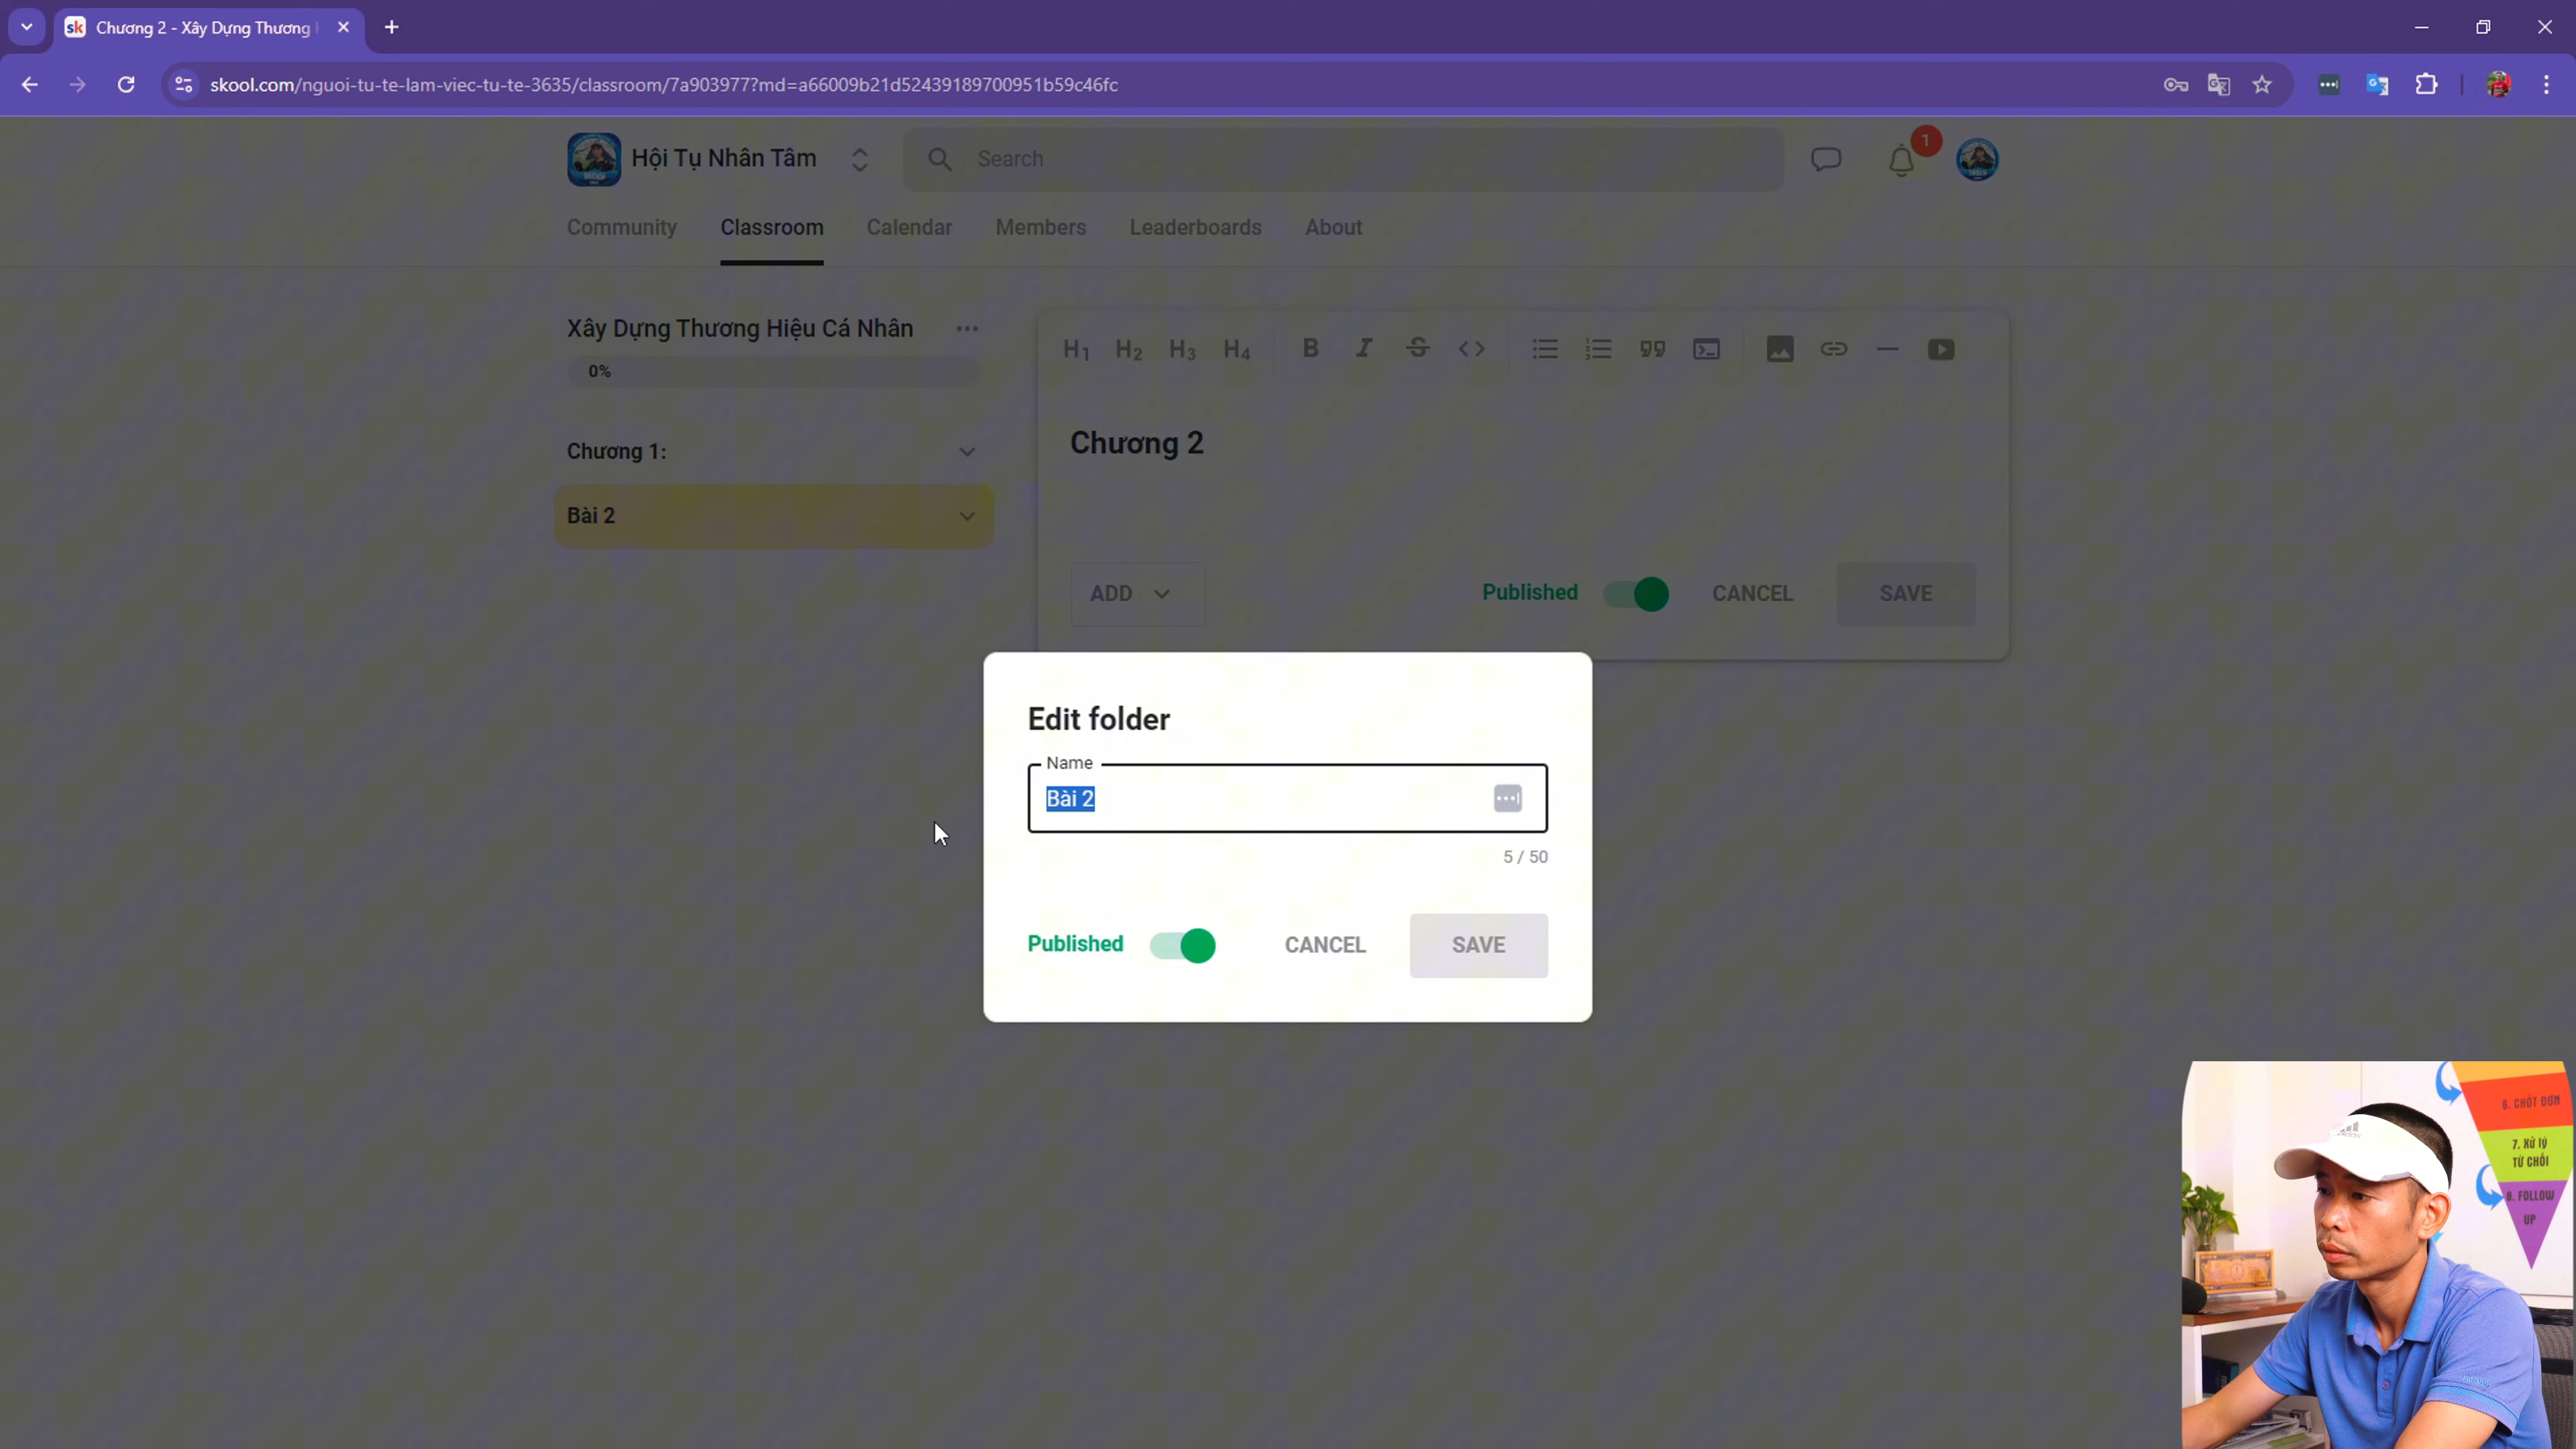 Chương 2 - Xây Dựng Thương
skool.com/nguoi-tu-te-lam-viec-tu-te-3635/classroom/7a903977?md=a66009b21d52439189700951b59c46fc
Hội Tụ Nhân Tâm
Search
1
Community Classroom Calendar Members Leaderboards About
Xây Dựng Thương Hiệu Cá Nhân
0%
Chương 1:
Bài 2
H1 H2 H3 H4 B I S
Chương 2
ADD
Published
CANCEL
SAVE
Edit folder
Name
Bài 2
5 / 50
Published
CANCEL
SAVE
6. CHỐT ĐƠN
7. XỬ LÝ
TỪ CHỐI
8. FOLLOW
UP